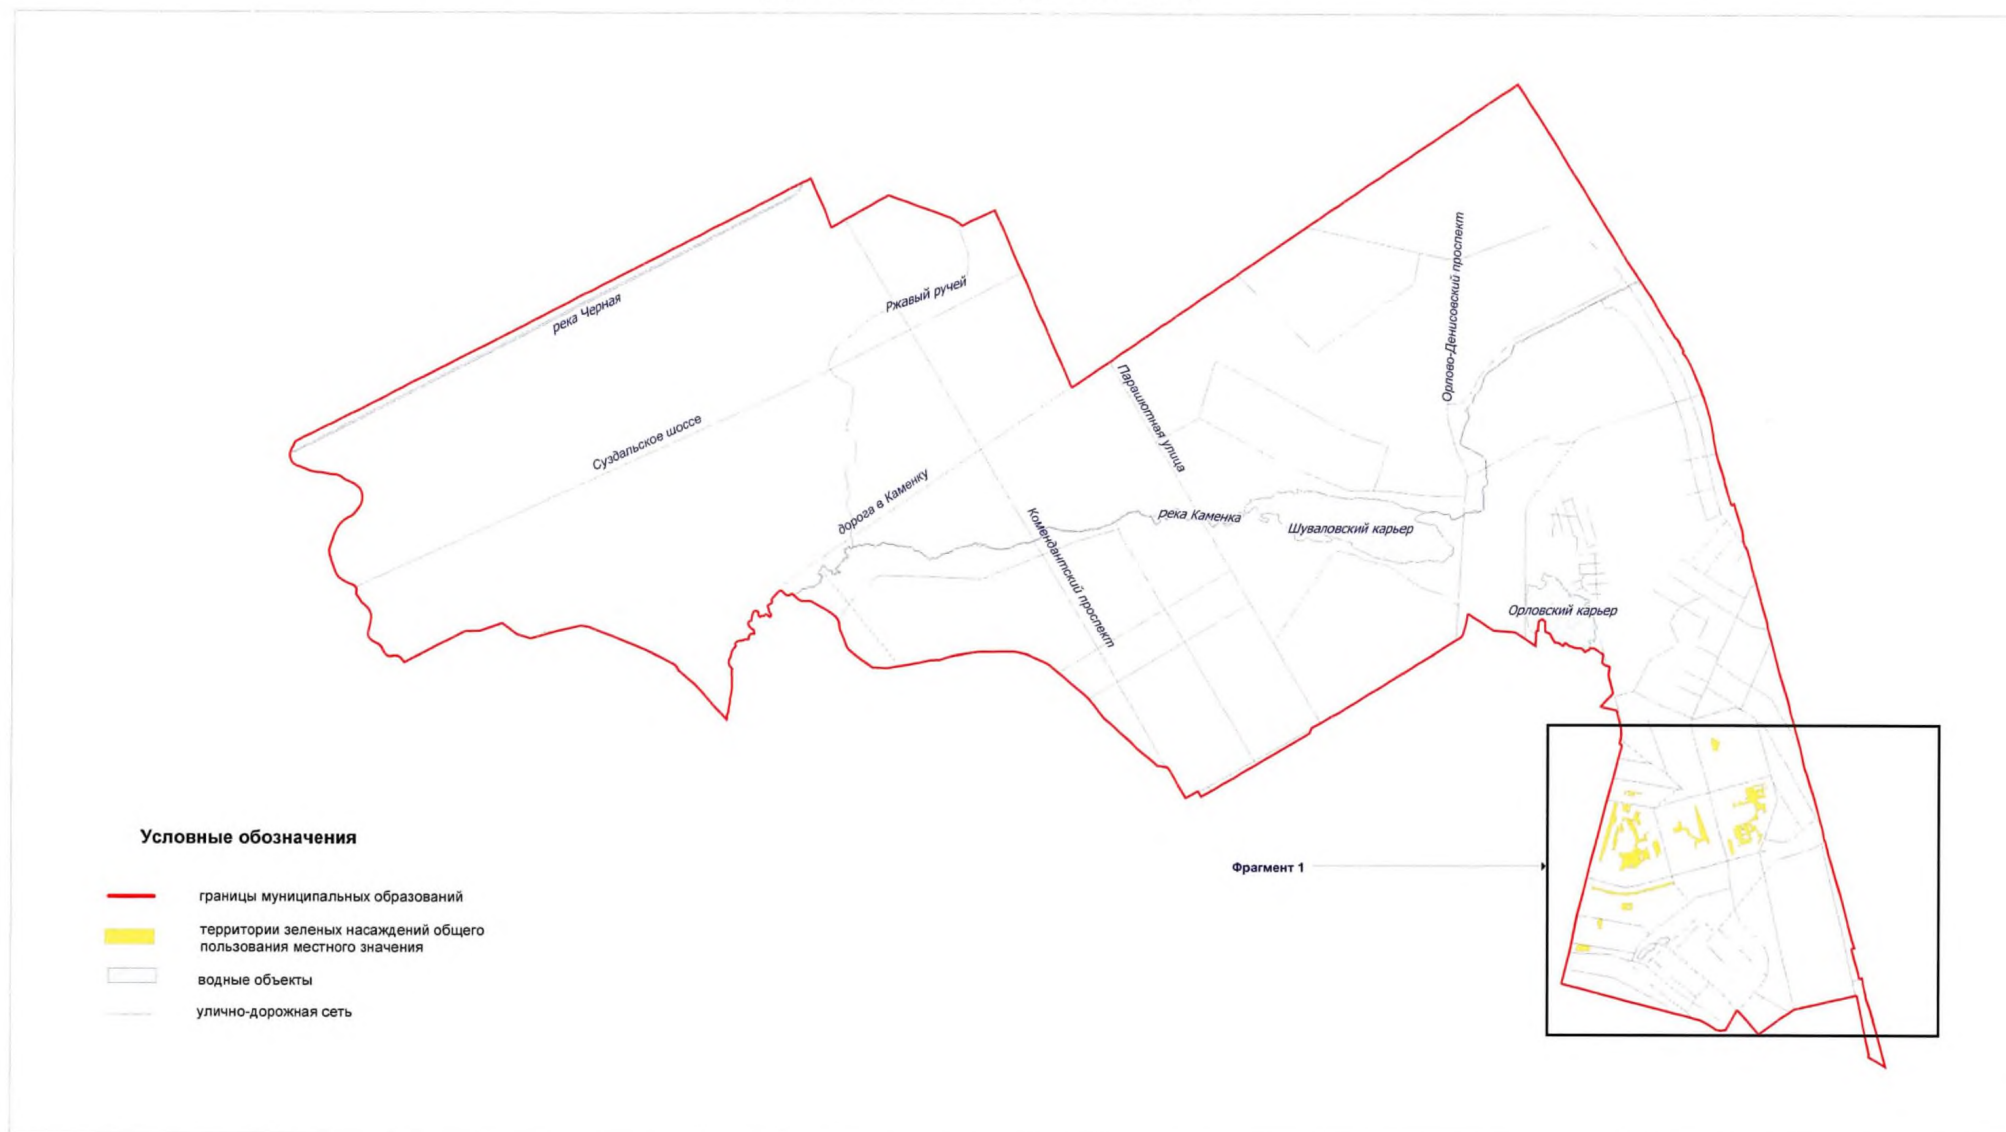 Орлово-Денисовский проспект
Ржавый ручей
река Черная
Парашютная улица
Суздальское шоссе
дорога в Каменку
река Каменка
Шуваловский карьер
Комендантский проспект
Орловский карьер
Фрагмент 1
Условные обозначения
границы муниципальных образований
территории зеленых насаждений общего
пользования местного значения
водные объекты
улично-дорожная сеть